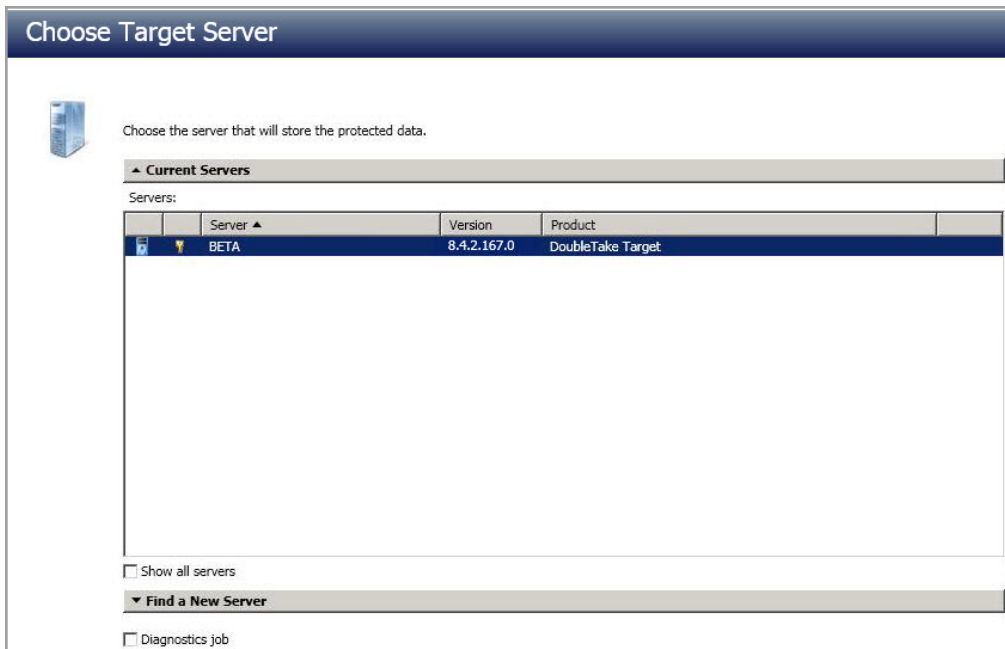 Choose Target Server
Choose the server that will store the protected data.
▲ Current Servers
Servers:
Server ▲ Version Product
BETA 8.4.2.167.0 DoubleTake Target
Show all servers
▼ Find a New Server
Diagnostics job